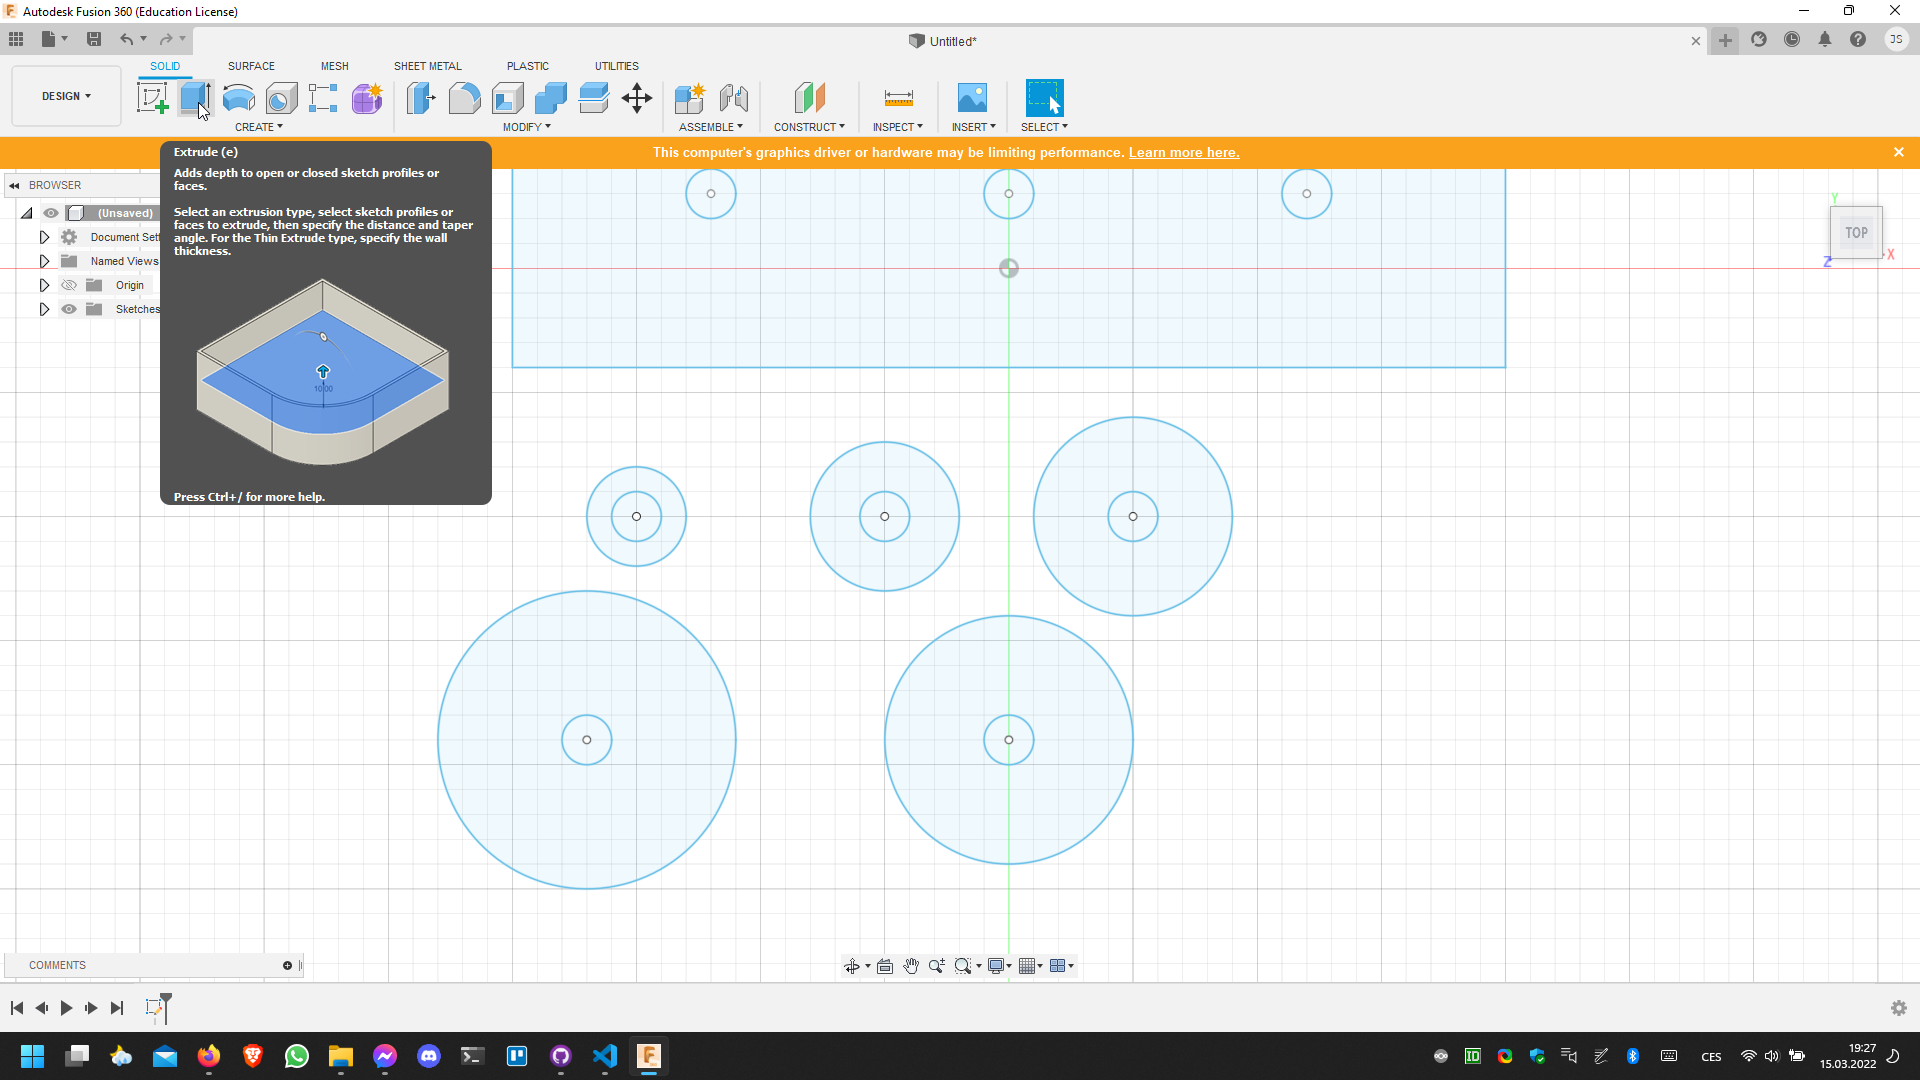 Autodesk Fusion 360 (Education License)
Untitled*
JS
DESIGN
SOLID
SURFACE
MESH
SHEET METAL
PLASTIC
UTILITIES
CREATE
MODIFY
ASSEMBLE
CONSTRUCT
INSPECT
INSERT
SELECT
This computer's graphics driver or hardware may be limiting performance. Learn more here.
Extrude (e)
Adds depth to open or closed sketch profiles or
faces.
Select an extrusion type, select sketch profiles or
faces to extrude, then specify the distance and taper
angle. For the Thin Extrude type, specify the wall
thickness.
10.00
Press Ctrl+/ for more help.
BROWSER
(Unsaved)
Document Sett
Named Views
Origin
Sketches
Y
TOP
X
Z
COMMENTS
ID
CES
19:27
15.03.2022